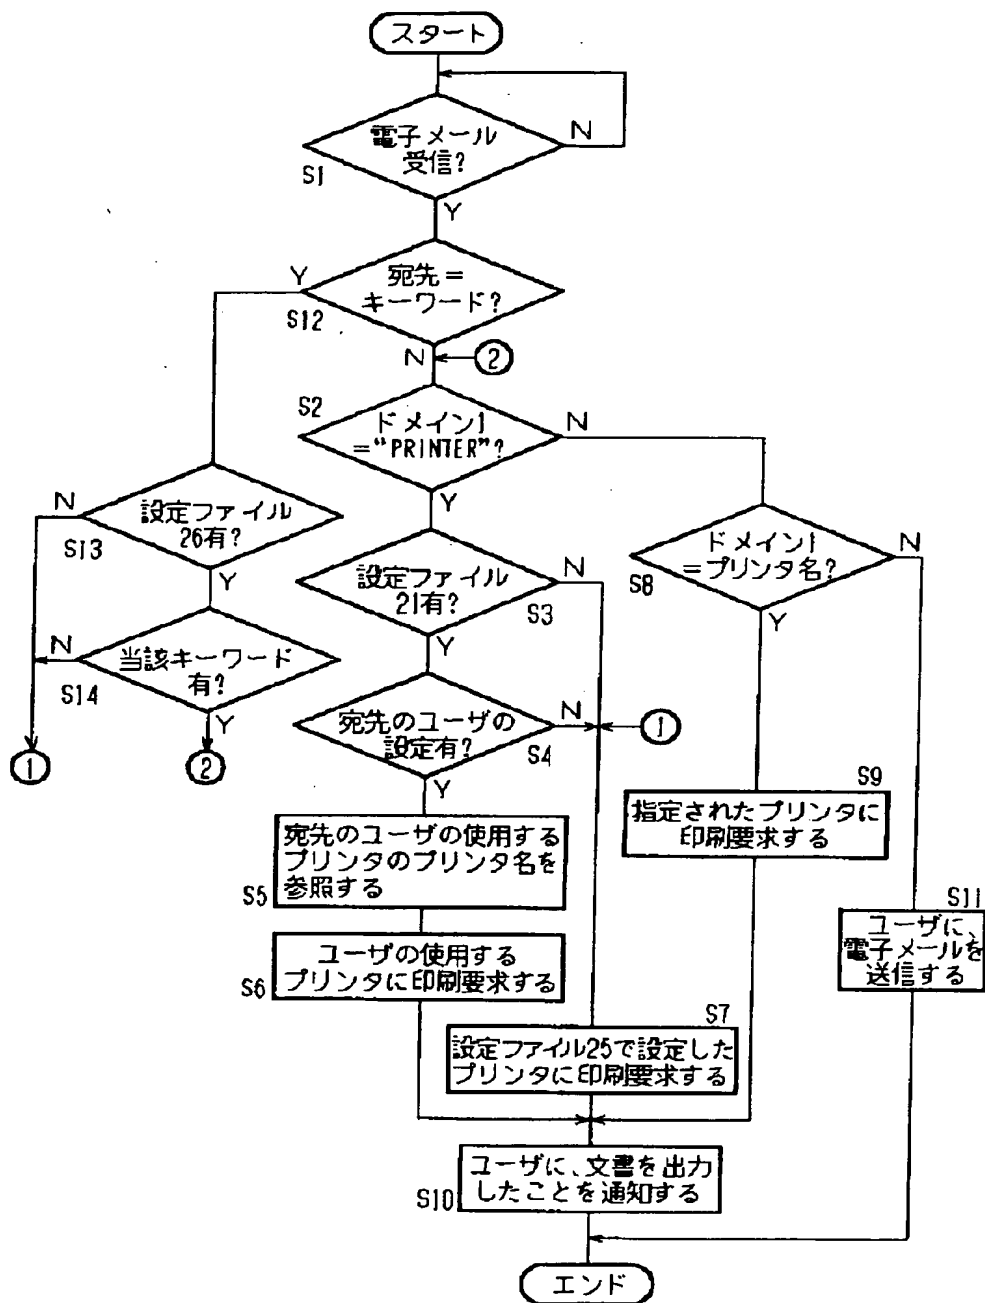 スタート
電子メール
受信?
N
S1
Y
宛先=
キーワード?
Y
S12
N
②
S2
ドメイン1
="PRINTER"?
N
Y
設定ファイル
26有?
N
S13
Y
設定ファイル
21有?
N
S3
Y
ドメイン1
=プリンタ名?
N
S8
Y
当該キーワード
有?
N
S14
Y
①
②
宛先のユーザの
設定有?
N
S4
①
Y
S9
指定されたプリンタに
印刷要求する
宛先のユーザの使用する
プリンタのプリンタ名を
参照する
S5
S11
ユーザに、
電子メールを
送信する
ユーザの使用する
プリンタに印刷要求する
S6
S7
設定ファイル25で設定した
プリンタに印刷要求する
ユーザに、文書を出力
したことを通知する
S10
エンド